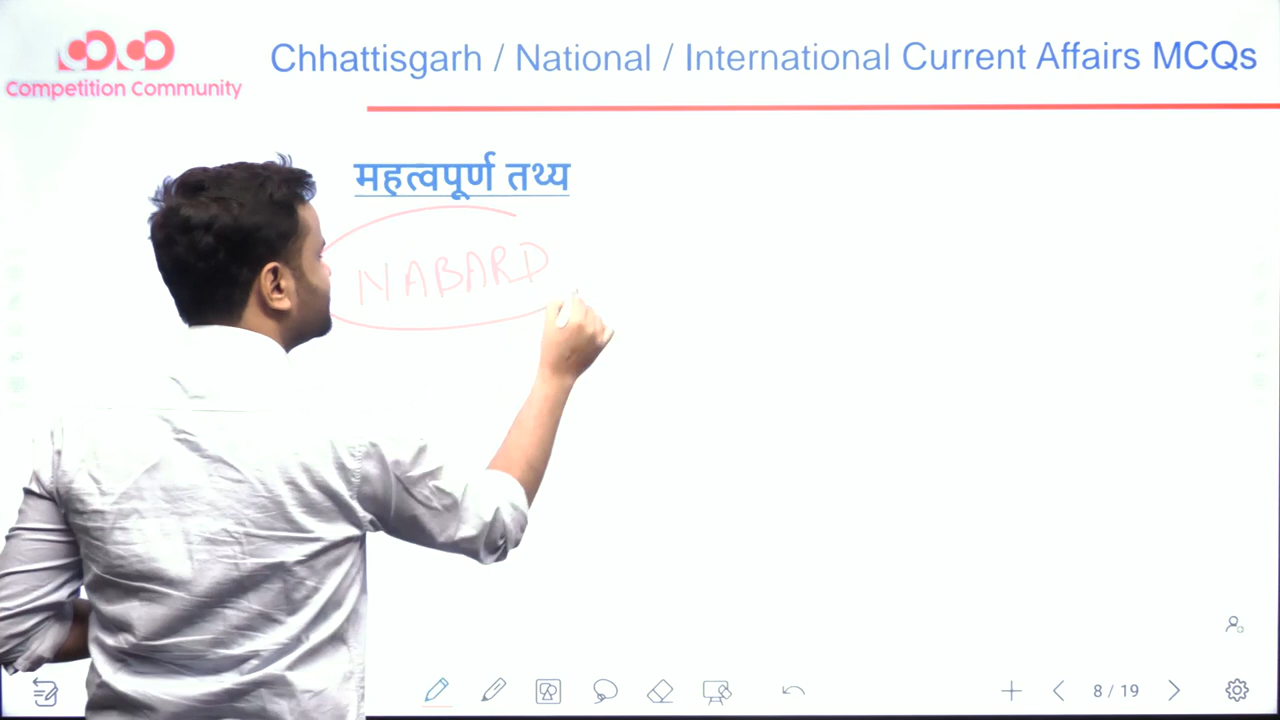 Competition Community
Chhattisgarh / National / International Current Affairs MCQs
महत्वपूर्ण तथ्य
NABARD
8 / 19